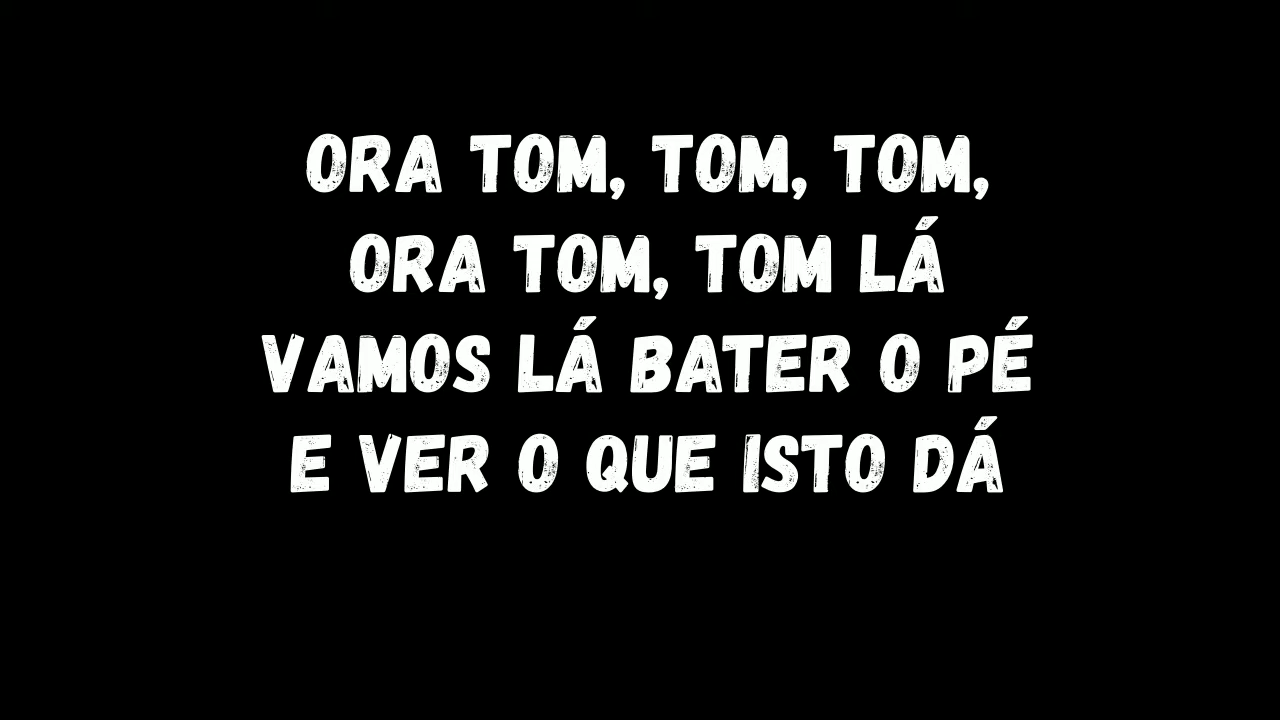 ORA TOM, TOM, TOM,
ORA TOM, TOM LÁ
VAMOS LÁ BATER O PÉ
E VER O QUE ISTO DÁ